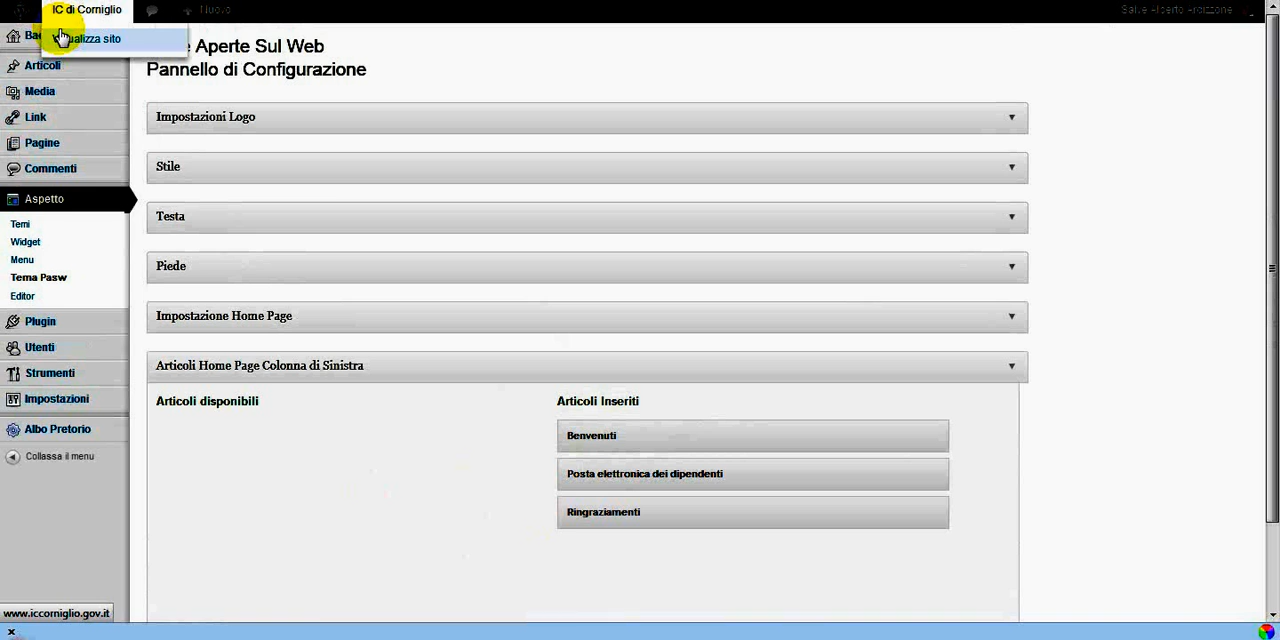 IC di Corniglio
Nuovo
Aperte Sul Web
Pannello di Configurazione
Articoli
Media
Link
Pagine
Commenti
Aspetto
Temi
Widget
Menu
Tema Pasw
Editor
Plugin
Utenti
Strumenti
Impostazioni
Albo Pretorio
Collassa il menu
Impostazioni Logo
Stile
Testa
Piede
Impostazione Home Page
Articoli Home Page Colonna di Sinistra
Articoli disponibili
Articoli Inseriti
Benvenuti
Posta elettronica dei dipendenti
Ringraziamenti
sito
www.iccorniglio.gov.it